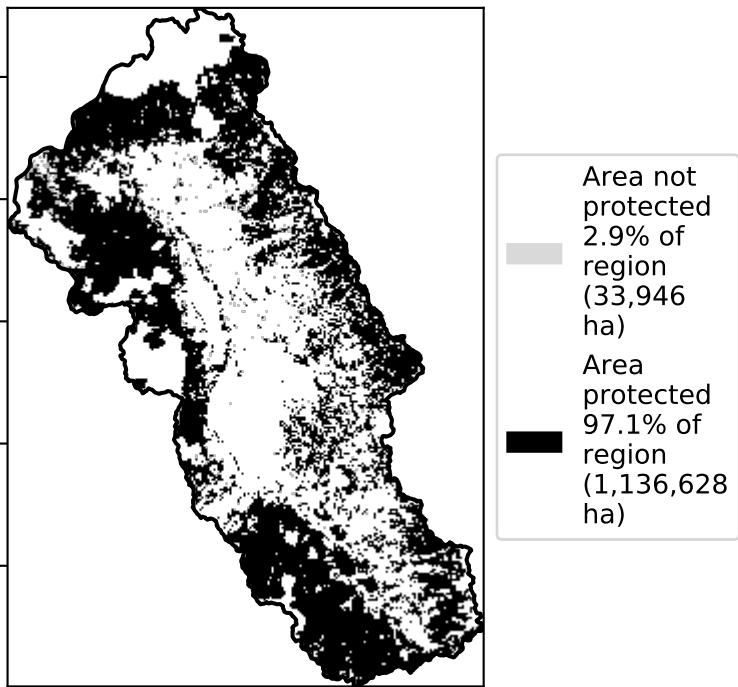 Area not
protected
2.9% of
region
(33,946
ha)
Area
protected
97.1% of
region
(1,136,628
ha)